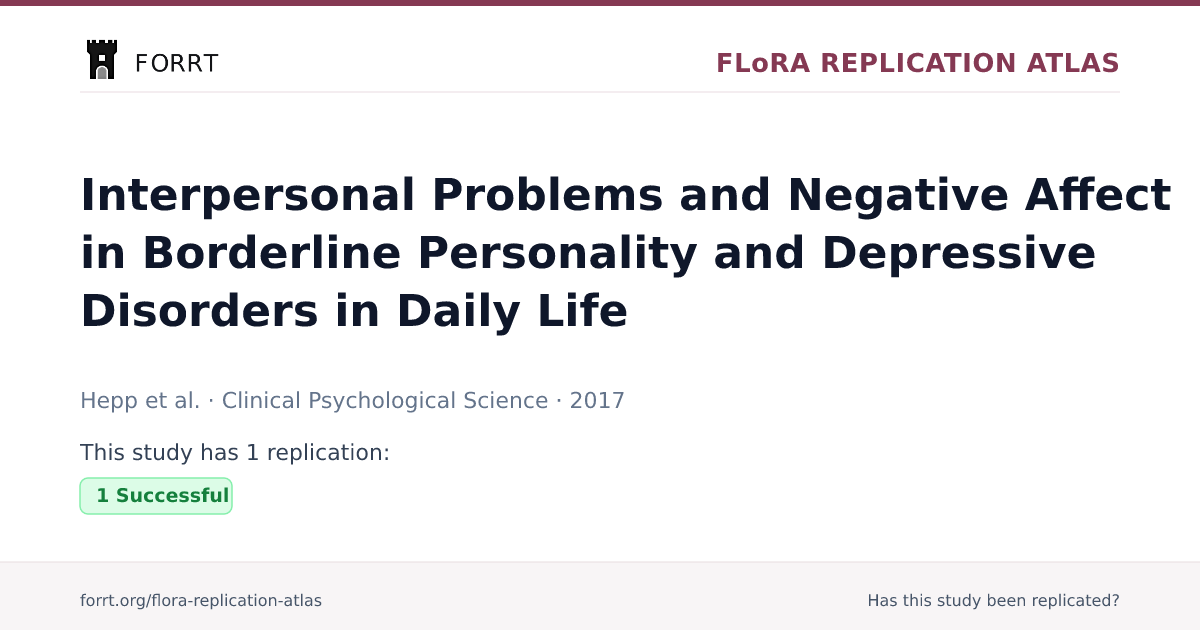 FORRT
FLoRA REPLICATION ATLAS
Interpersonal Problems and Negative Affect
in Borderline Personality and Depressive
Disorders in Daily Life
Hepp et al. · Clinical Psychological Science · 2017
This study has 1 replication:
1 Successful
forrt.org/flora-replication-atlas
Has this study been replicated?